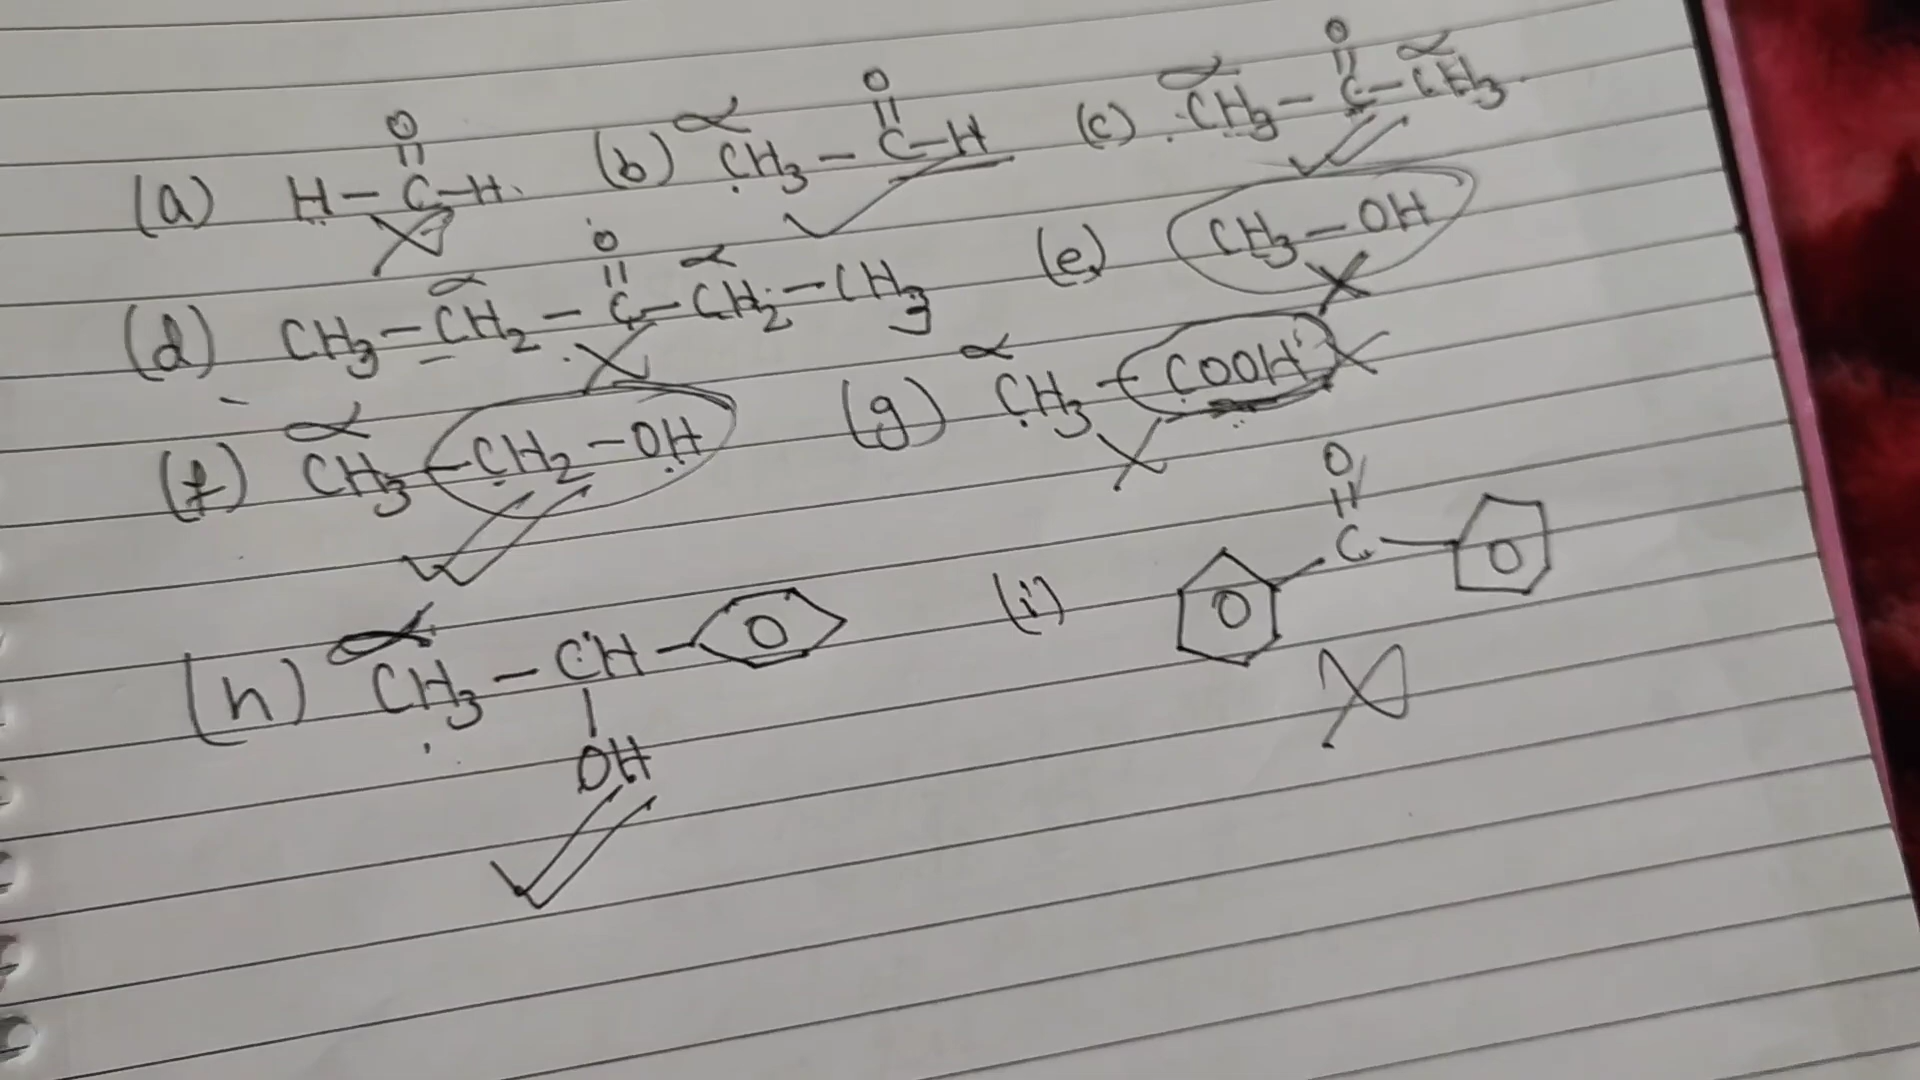 (a) H-C-H (b) α CH3-C-H (c) α CH3-C-CH3 α
O O O
(d) CH3-CH2-C-CH2-CH3 (e) CH3-OH
α O α
(f) CH3-CH2-OH (g) CH3-COOH
α α
(h) CH3-CH- (i) C
α OH O